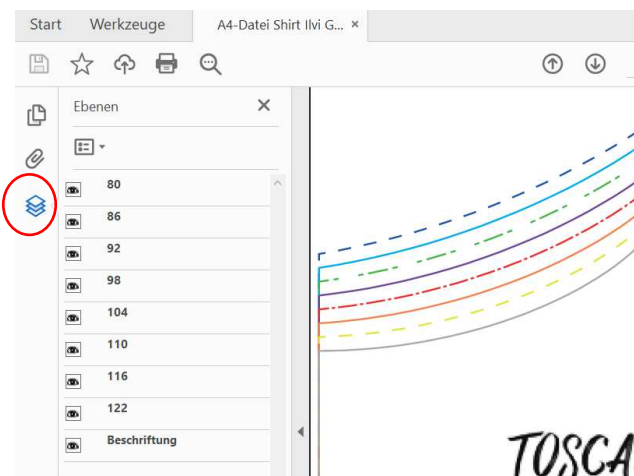 Start Werkzeuge A4-Datei Shirt Ilvi G... ×
Ebenen
80
86
92
98
104
110
116
122
Beschriftung
TOSCA